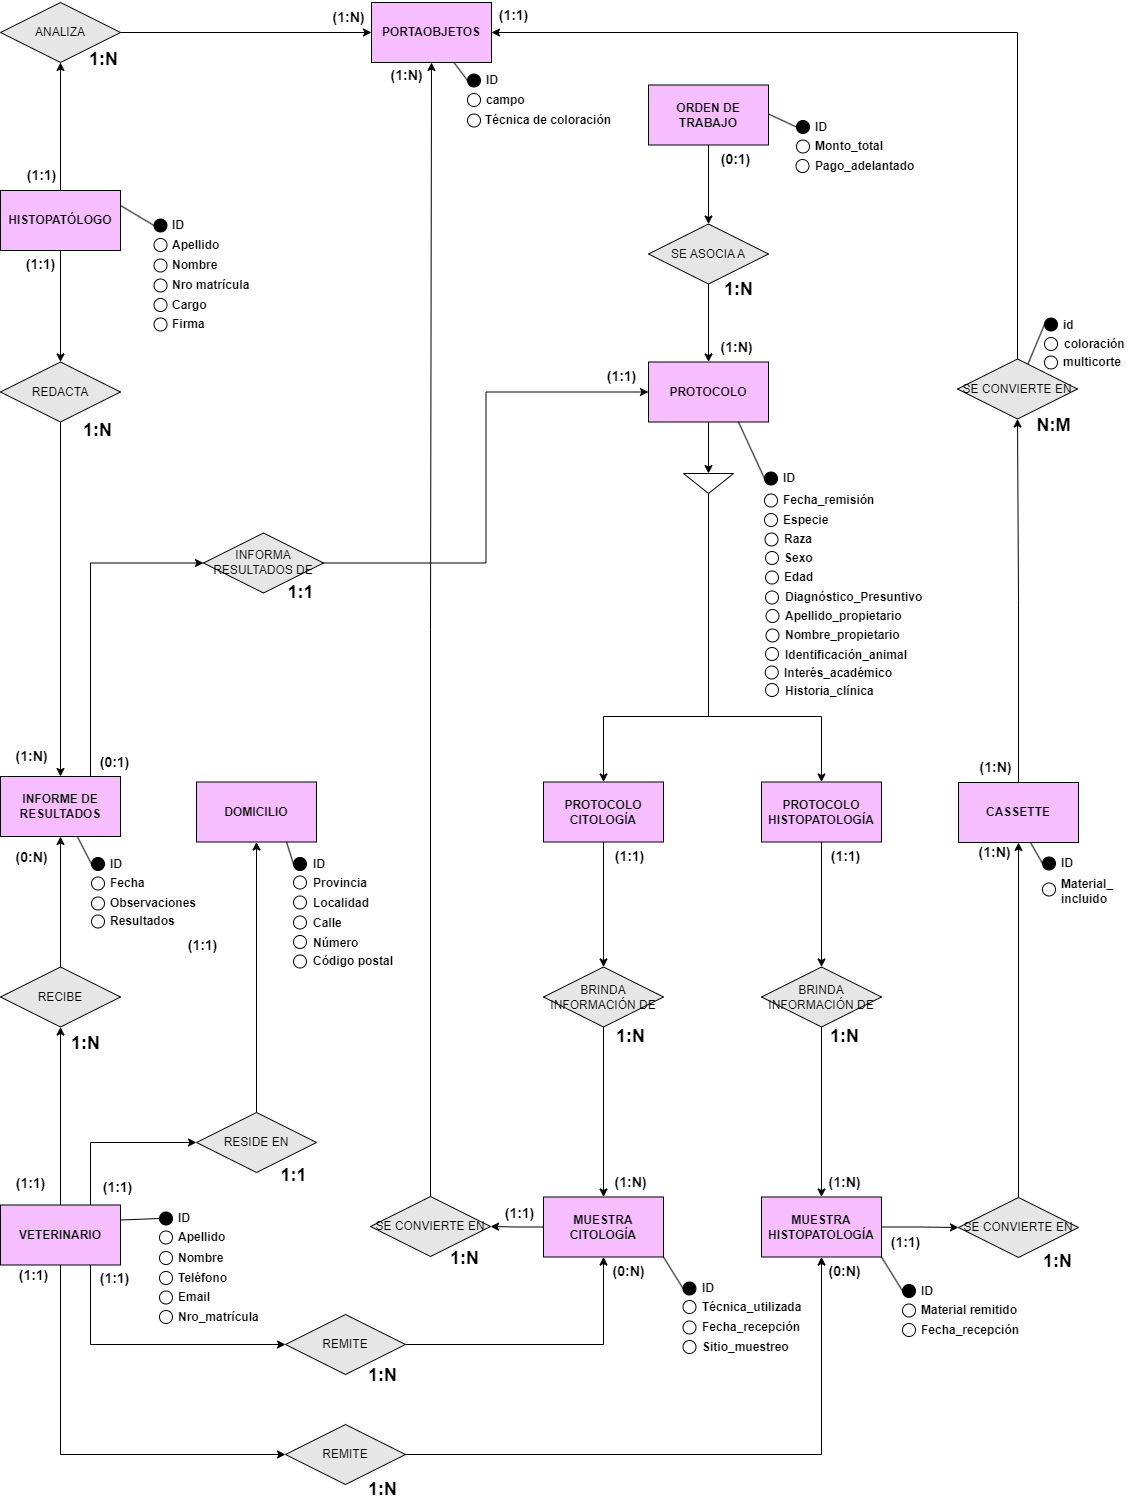 ANALIZA
1:N
(1:N)
PORTAOBJETOS
(1:1)
(1:N)
ID
campo
Técnica de coloración
ORDEN DE
TRABAJO
(0:1)
ID
Monto_total
Pago_adelantado
(1:1)
HISTOPATÓLOGO
(1:1)
ID
Apellido
Nombre
Nro matrícula
Cargo
Firma
SE ASOCIA A
1:N
(1:N)
REDACTA
1:N
(1:1)
PROTOCOLO
id
coloración
multicorte
SE CONVIERTE EN
N:M
ID
Fecha_remisión
Especie
Raza
Sexo
Edad
Diagnóstico_Presuntivo
Apellido_propietario
Nombre_propietario
Identificación_animal
Interés_académico
Historia_clínica
INFORMA
RESULTADOS DE
1:1
(1:N)
(0:1)
INFORME DE
RESULTADOS
(0:N)
ID
Fecha
Observaciones
Resultados
DOMICILIO
ID
Provincia
Localidad
Calle
Número
Código postal
(1:1)
PROTOCOLO
CITOLOGÍA
(1:1)
PROTOCOLO
HISTOPATOLOGÍA
(1:1)
(1:N)
CASSETTE
(1:N)
ID
Material_
incluido
RECIBE
1:N
BRINDA
INFORMACIÓN DE
1:N
BRINDA
INFORMACIÓN DE
1:N
RESIDE EN
1:1
(1:1)
(1:1)
VETERINARIO
(1:1)
(1:1)
ID
Apellido
Nombre
Teléfono
Email
Nro_matrícula
SE CONVIERTE EN
1:N
(1:1)
(1:N)
MUESTRA
CITOLOGÍA
(0:N)
ID
Técnica_utilizada
Fecha_recepción
Sitio_muestreo
(1:N)
MUESTRA
HISTOPATOLOGÍA
(1:1)
(0:N)
ID
Material remitido
Fecha_recepción
SE CONVIERTE EN
1:N
REMITE
1:N
REMITE
1:N